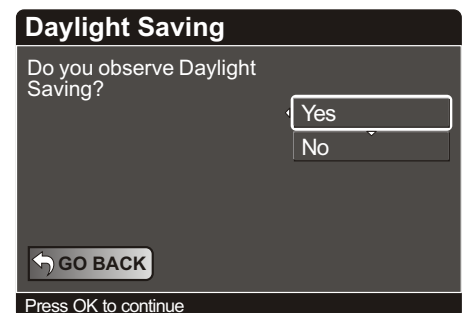 Daylight Saving
Do you observe Daylight
Saving?
Yes
No
GO BACK
Press OK to continue